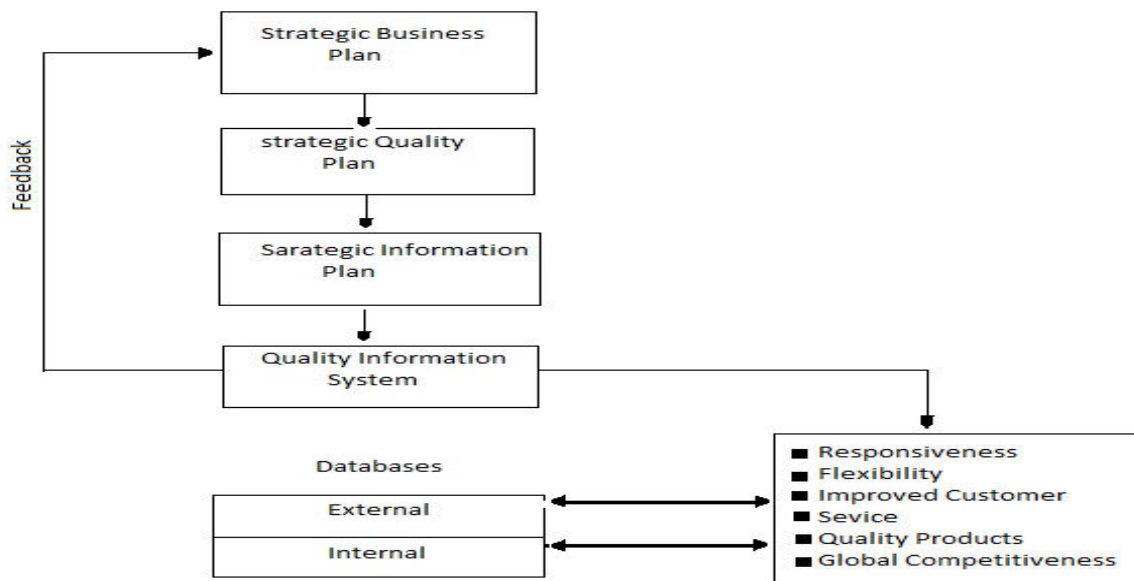 Strategic Business
Plan
Feedback
strategic Quality
Plan
Sarategic Information
Plan
Quality Information
System
Databases
External
Internal
■ Responsiveness
■ Flexibility
■ Improved Customer
■ Sevice
■ Quality Products
■ Global Competitiveness